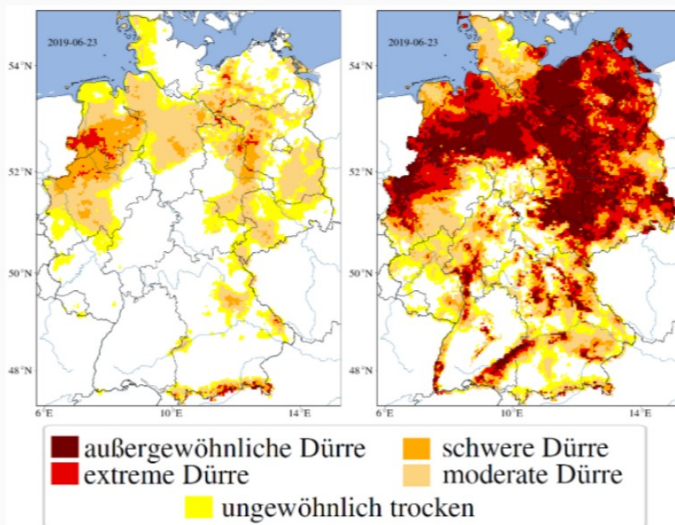 2019-06-23
2019-06-23
54°N
54°N
52°N
52°N
50°N
50°N
48°N
48°N
6°E 10°E 14°E
6°E 10°E 14°E
außergewöhnliche Dürre schwere Dürre
extreme Dürre moderate Dürre
ungewöhnlich trocken